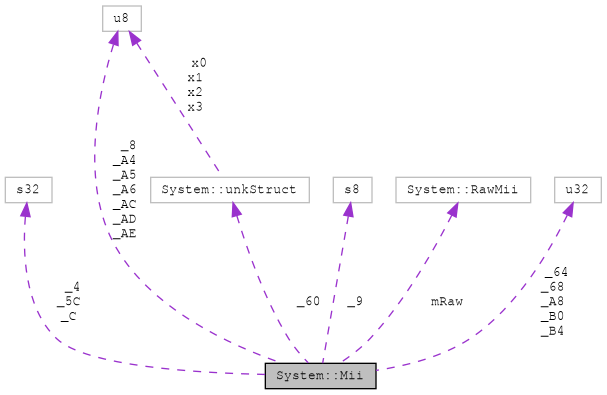 u8
x0
x1
x2
x3
_8
_A4
_A5
_A6
_AC
_AD
_AE
s32
System::unkStruct
s8
System::RawMii
u32
_4
_5C
_C
_60
_9
mRaw
_64
_68
_A8
_B0
_B4
System::Mii